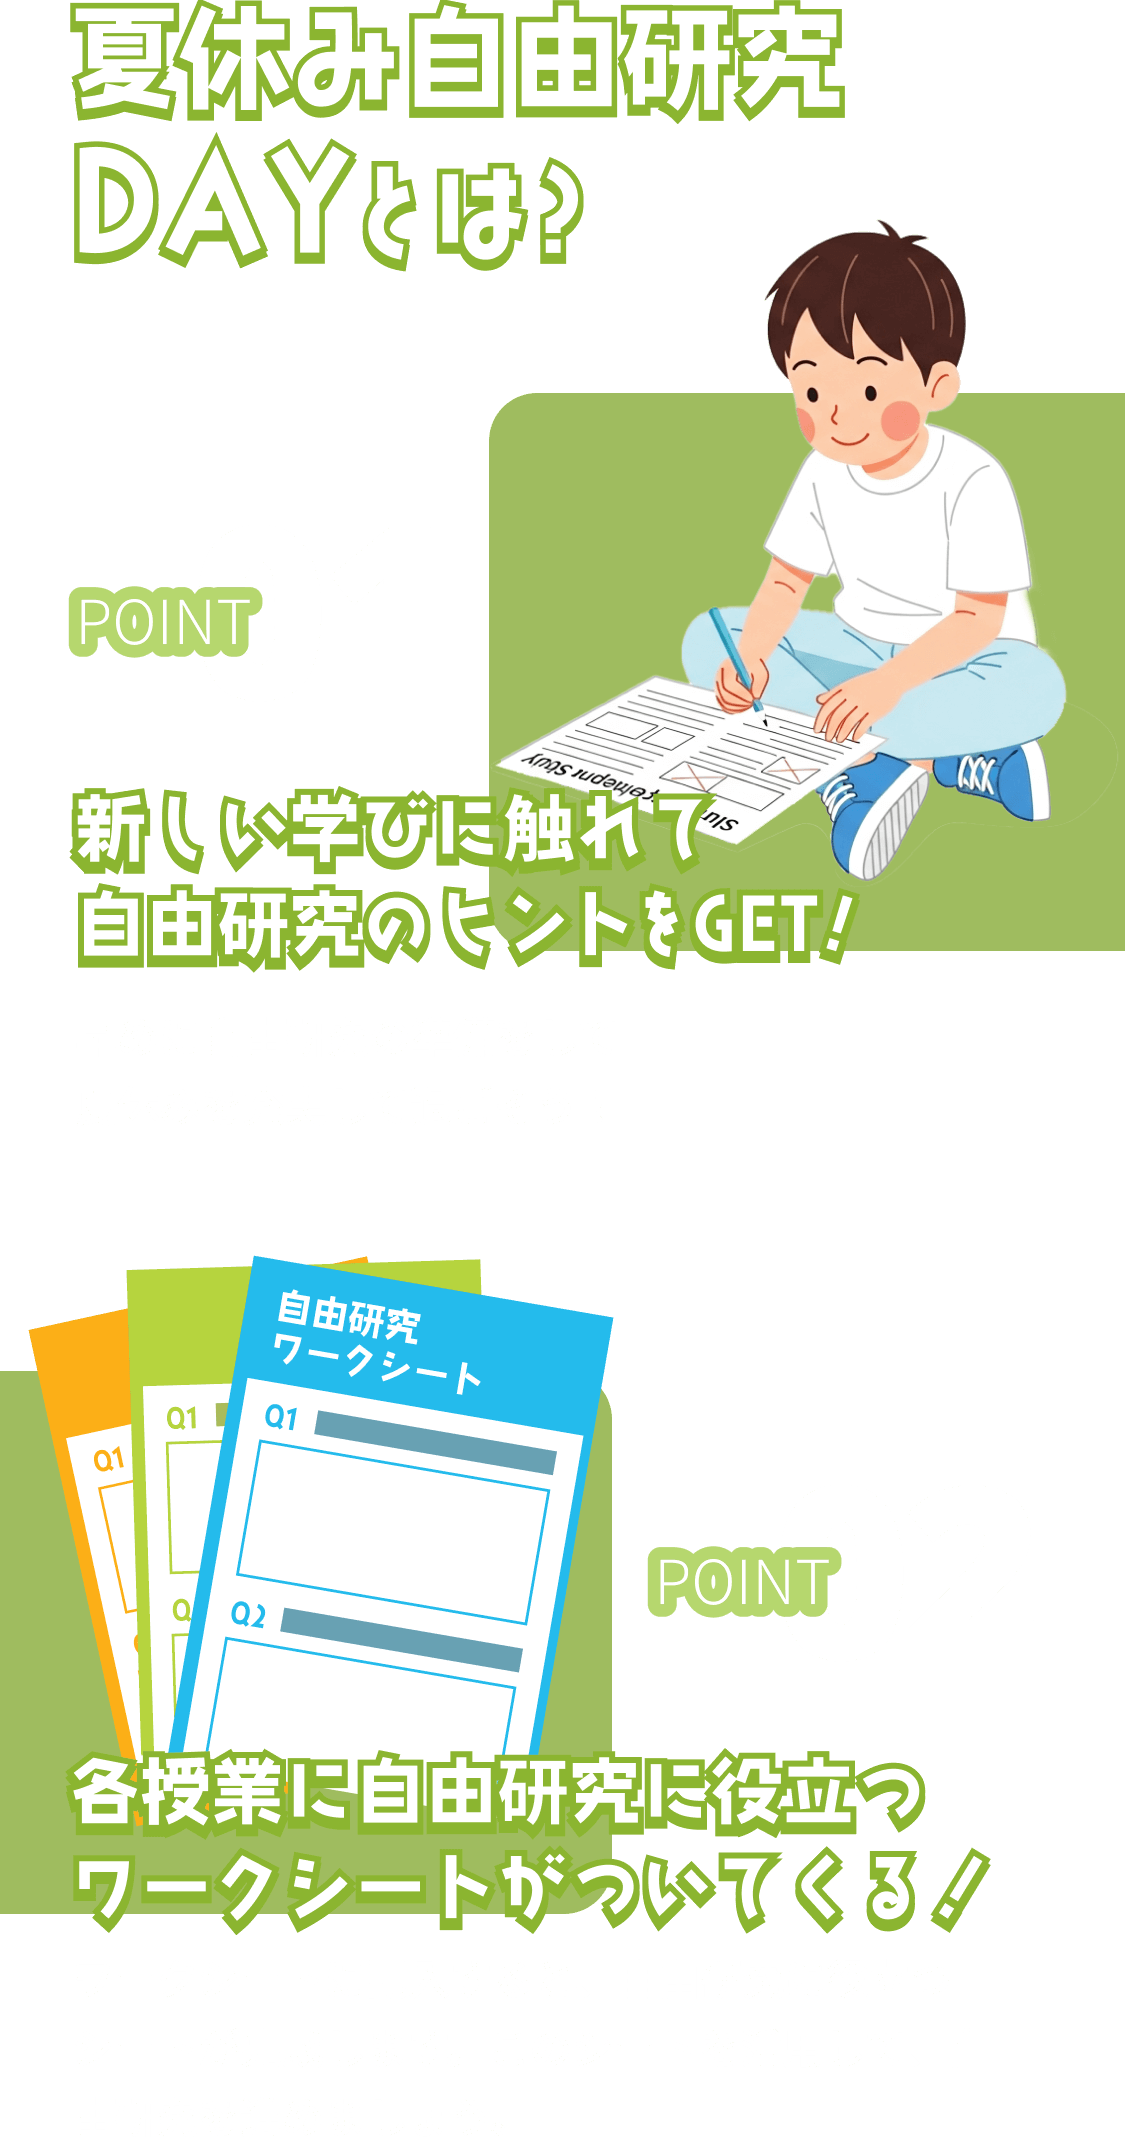 夏休み自由研究
DAYとは?
POINT
新しい学びに触れて
自由研究のヒントをGET!
自由研究
ワークシート
Q1
Q1
Q1
Q2
Q
POINT
各授業に自由研究に役立つ
ワークシートがついてくる!